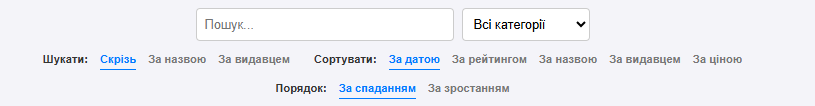 Пошук... Всі категорії
Шукати: Скрізь За назвою За видавцем Сортувати: За датою За рейтингом За назвою За видавцем За ціною
Порядок: За спаданням За зростанням